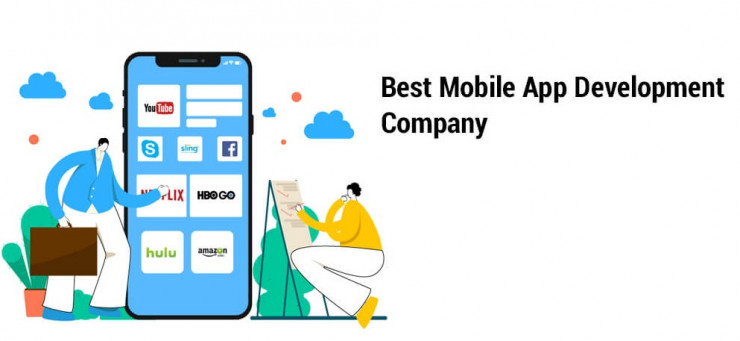 Best Mobile App Development
Company
YouTube
sling
NETFLIX
HBO GO
hulu
amazon